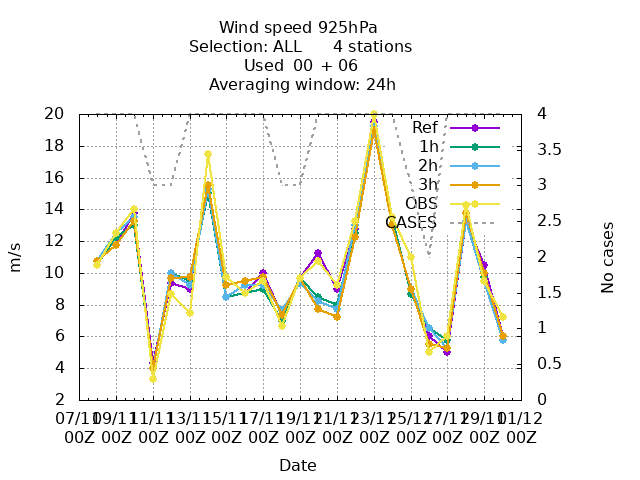 Wind speed 925hPa
Selection: ALL 4 stations
Used 00 + 06
Averaging window: 24h
20
18
16
14
12
10
8
6
4
2
m/s
4
3.5
3
2.5
2
1.5
1
0.5
0
No cases
Ref
1h
2h
3h
OBS
CASES
07/11 09/11 11/11 13/11 15/11 17/11 19/11 21/11 23/11 25/11 27/11 29/11 01/12
00Z 00Z 00Z 00Z 00Z 00Z 00Z 00Z 00Z 00Z 00Z 00Z 00Z
Date